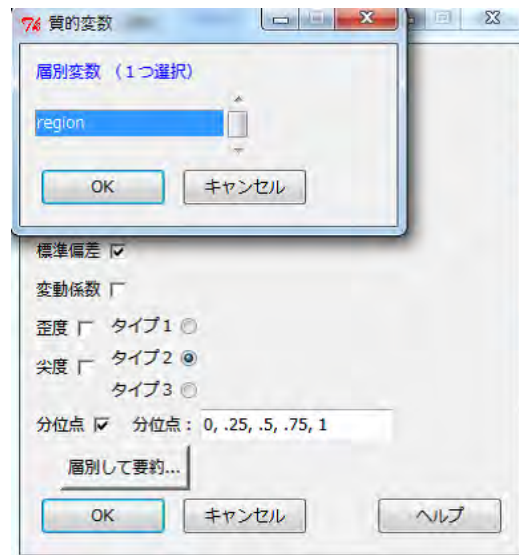 質的変数
層別変数 (1つ選択)
region
OK キャンセル
標準偏差
変動係数
歪度 タイプ1
尖度 タイプ2
タイプ3
分位点 分位点: 0, .25, .5, .75, 1
層別して要約...
OK キャンセル ヘルプ